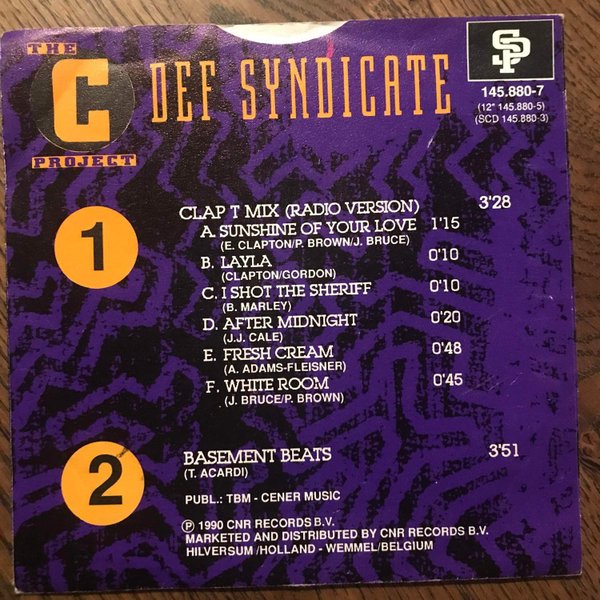 THE
C
PROJECT
DEF SYNDICATE
SPS
145.880-7
(12" 145.880-5)
(SCD 145.880-3)
1
CLAP T MIX (RADIO VERSION) 3'28
A. SUNSHINE OF YOUR LOVE 1'15
(E. CLAPTON/P. BROWN/J. BRUCE)
B. LAYLA 0'10
(CLAPTON/GORDON)
C. I SHOT THE SHERIFF 0'10
(B. MARLEY)
D. AFTER MIDNIGHT 0'20
(J.J. CALE)
E. FRESH CREAM 0'48
(A. ADAMS-FLEISNER)
F. WHITE ROOM 0'45
(J. BRUCE/P. BROWN)
2
BASEMENT BEATS 3'51
(T. ACARDI)
PUBL.: TBM - CENER MUSIC
℗ 1990 CNR RECORDS B.V.
MARKETED AND DISTRIBUTED BY CNR RECORDS B.V.
HILVERSUM/HOLLAND - WEMMEL/BELGIUM